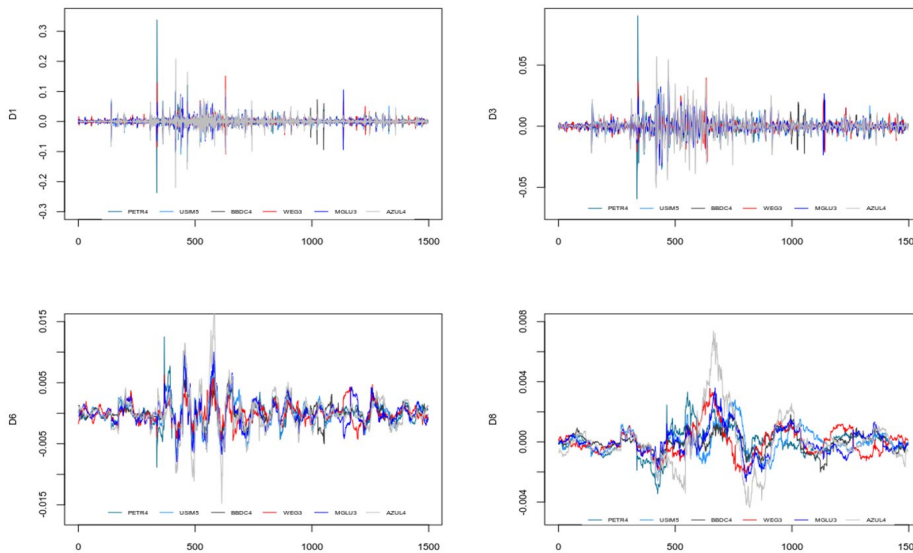 D1
0.3
0.2
0.1
0.0
-0.1
-0.2
-0.3
PETR4 USIM5 BBDC4 WEG3 MGLU3 AZUL4
0 500 1000 1500
D3
0.05
0.00
-0.05
PETR4 USIM5 BBDC4 WEG3 MGLU3 AZUL4
0 500 1000 1500
D6
0.015
0.005
-0.005
-0.015
PETR4 USIM5 BBDC4 WEG3 MGLU3 AZUL4
0 500 1000 1500
D8
0.008
0.004
0.000
-0.004
PETR4 USIM5 BBDC4 WEG3 MGLU3 AZUL4
0 500 1000 1500